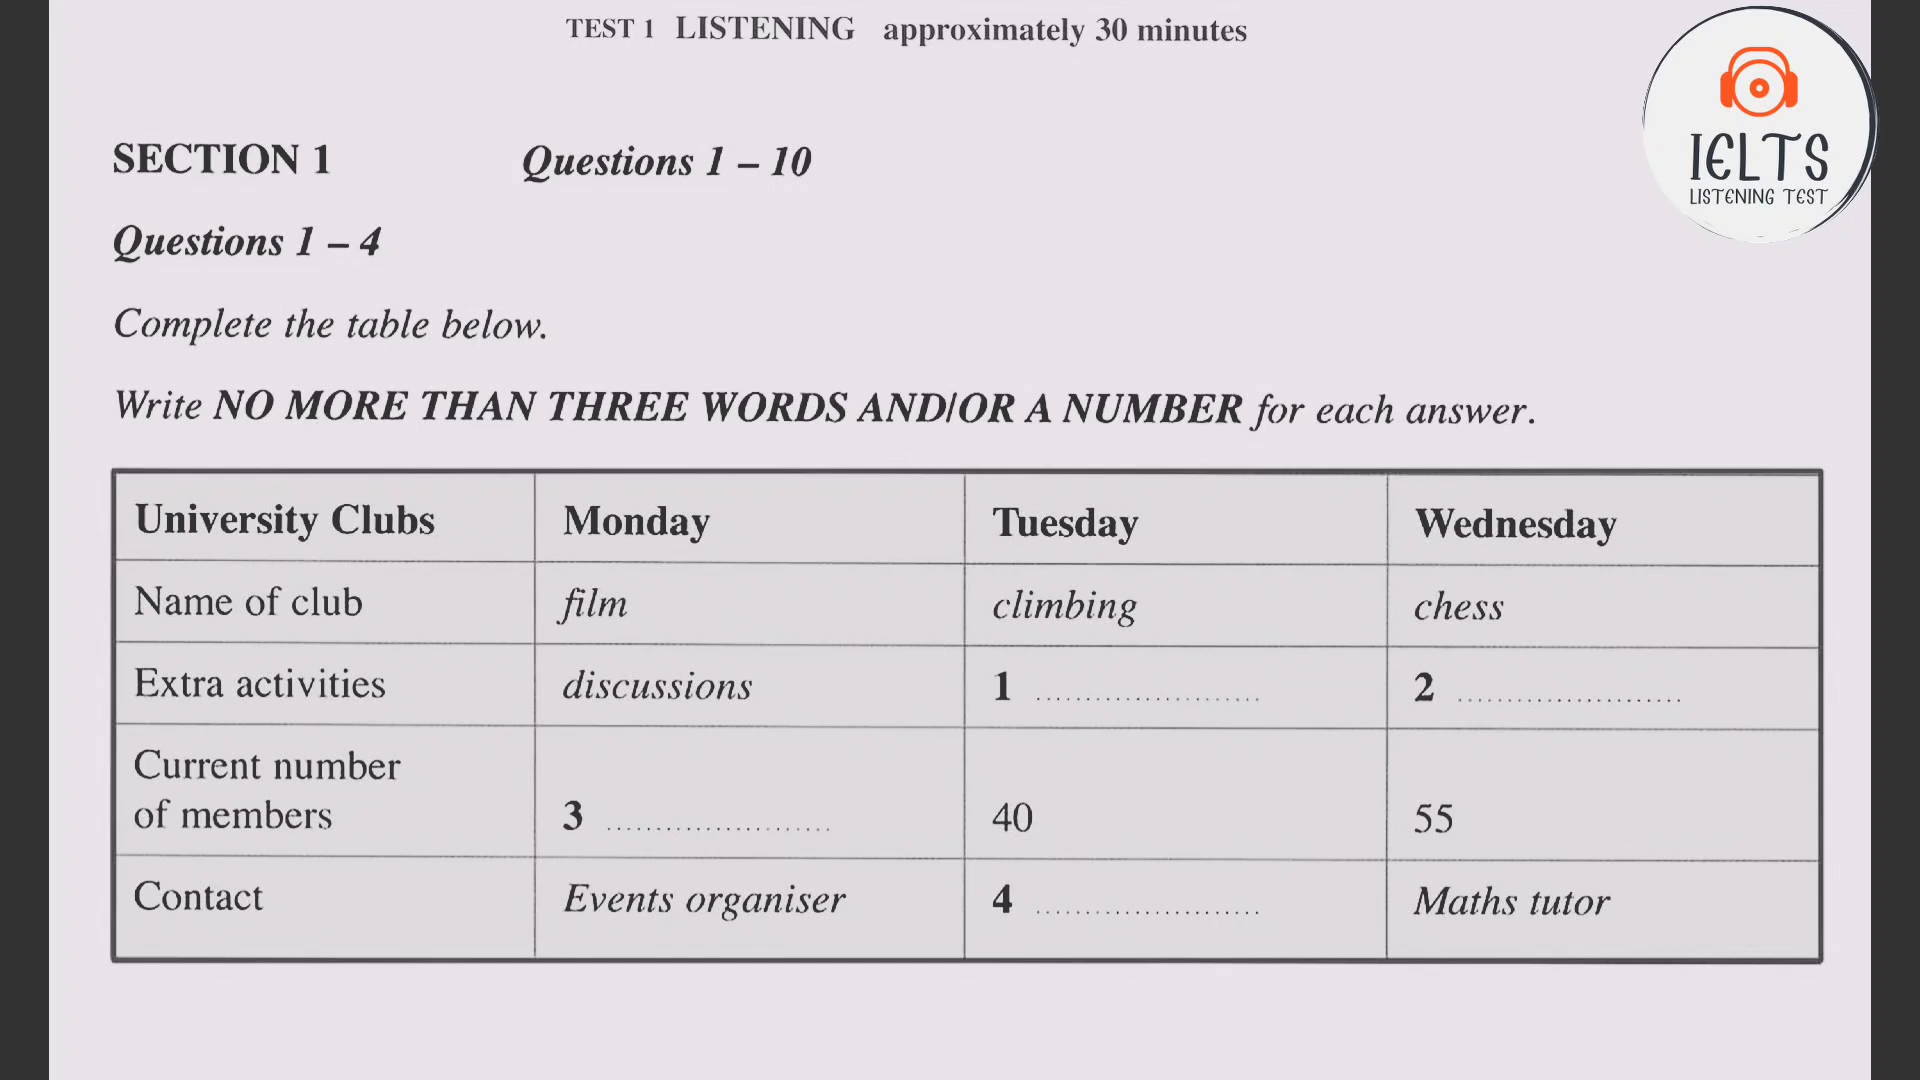 TEST 1 LISTENING approximately 30 minutes
IELTS
LISTENING TEST
SECTION 1 Questions 1 – 10
Questions 1 – 4
Complete the table below.
Write NO MORE THAN THREE WORDS AND/OR A NUMBER for each answer.
University Clubs Monday Tuesday Wednesday
Name of club film climbing chess
Extra activities discussions 1 ...................... 2 ......................
Current number
of members 3 ...................... 40 55
Contact Events organiser 4 ...................... Maths tutor